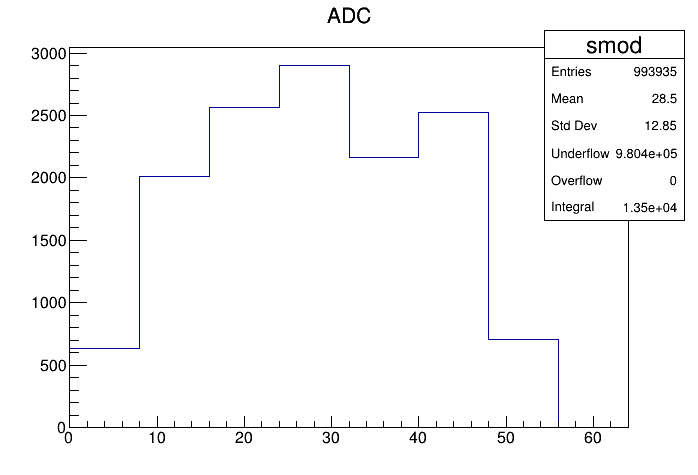 ADC
smod
Entries 993935
Mean 28.5
Std Dev 12.85
Underflow 9.804e+05
Overflow 0
Integral 1.35e+04
3000
2500
2000
1500
1000
500
0
0 10 20 30 40 50 60